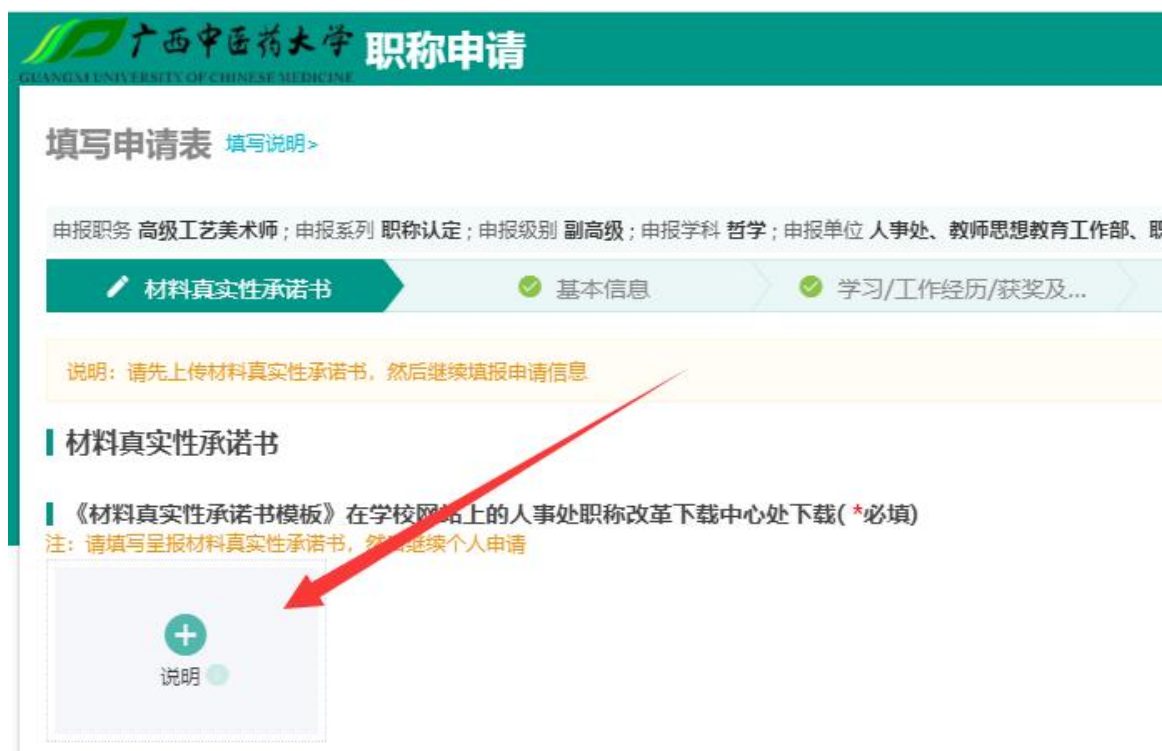 广西中医药大学 职称申请
GUANGXI UNIVERSITY OF CHINESE MEDICINE
填写申请表 填写说明>
申报职务 高级工艺美术师 ; 申报系列 职称认定 ; 申报级别 副高级 ; 申报学科 哲学 ; 申报单位 人事处、教师思想教育工作部、职
材料真实性承诺书 基本信息 学习/工作经历/获奖及...
说明：请先上传材料真实性承诺书，然后继续填报申请信息
材料真实性承诺书
《材料真实性承诺书模板》在学校网站上的人事处职称改革下载中心处下载( *必填)
注：请填写呈报材料真实性承诺书，然后继续个人申请
说明